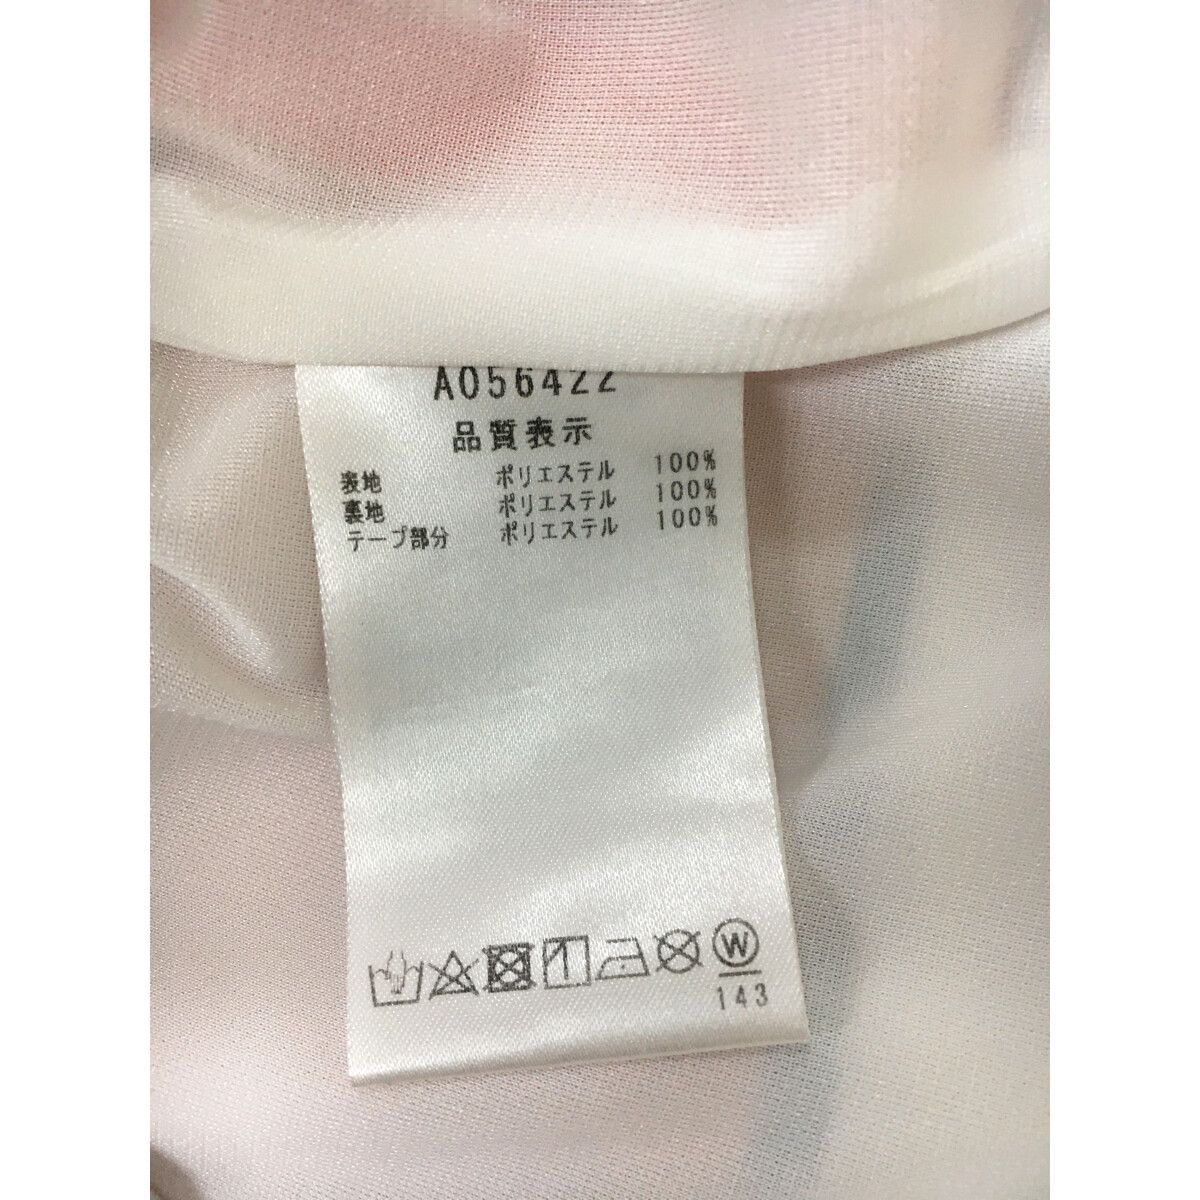 A056422
品質表示
表地 ポリエステル 100%
裏地 ポリエステル 100%
テープ部分 ポリエステル 100%
W
143